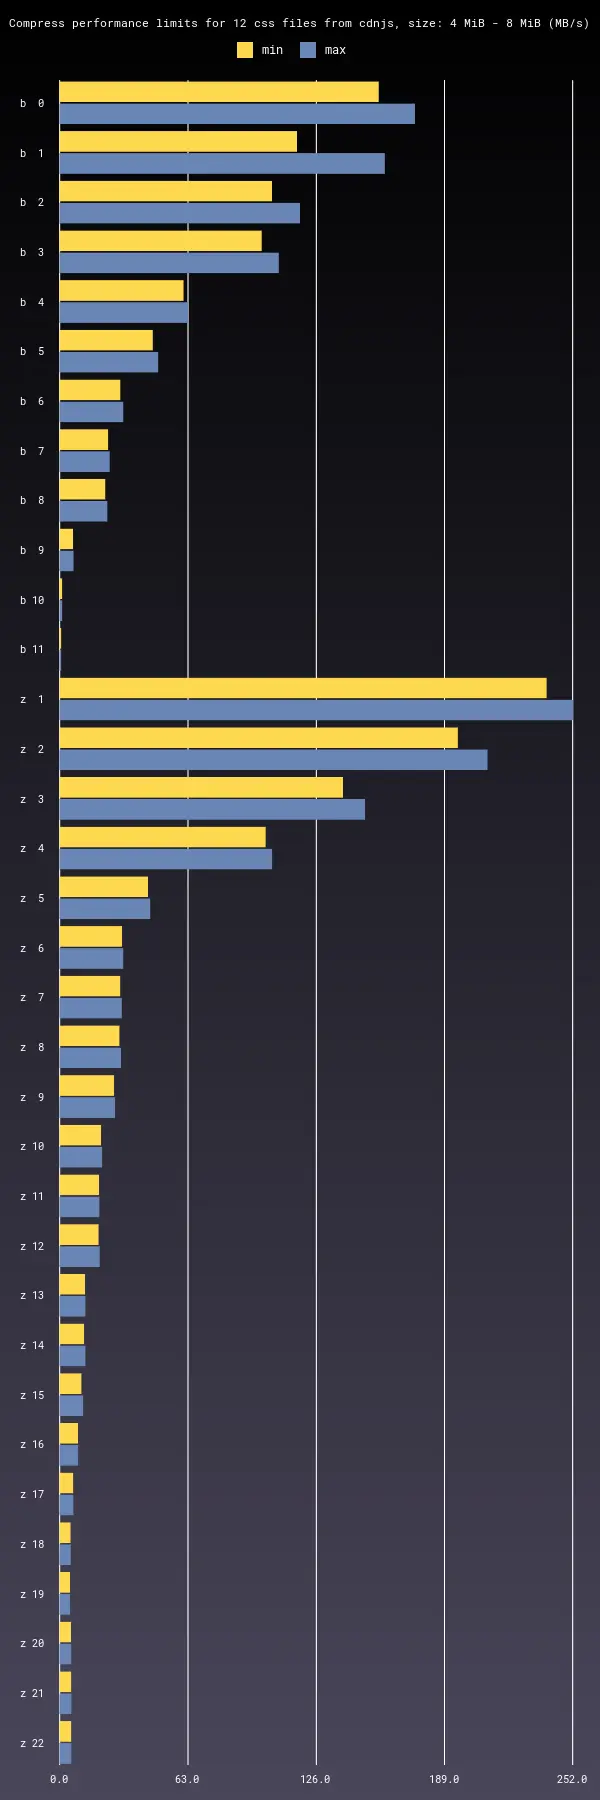 Compress performance limits for 12 css files from cdnjs, size: 4 MiB - 8 MiB (MB/s)
min max
b 0
b 1
b 2
b 3
b 4
b 5
b 6
b 7
b 8
b 9
b 10
b 11
z 1
z 2
z 3
z 4
z 5
z 6
z 7
z 8
z 9
z 10
z 11
z 12
z 13
z 14
z 15
z 16
z 17
z 18
z 19
z 20
z 21
z 22
0.0 63.0 126.0 189.0 252.0